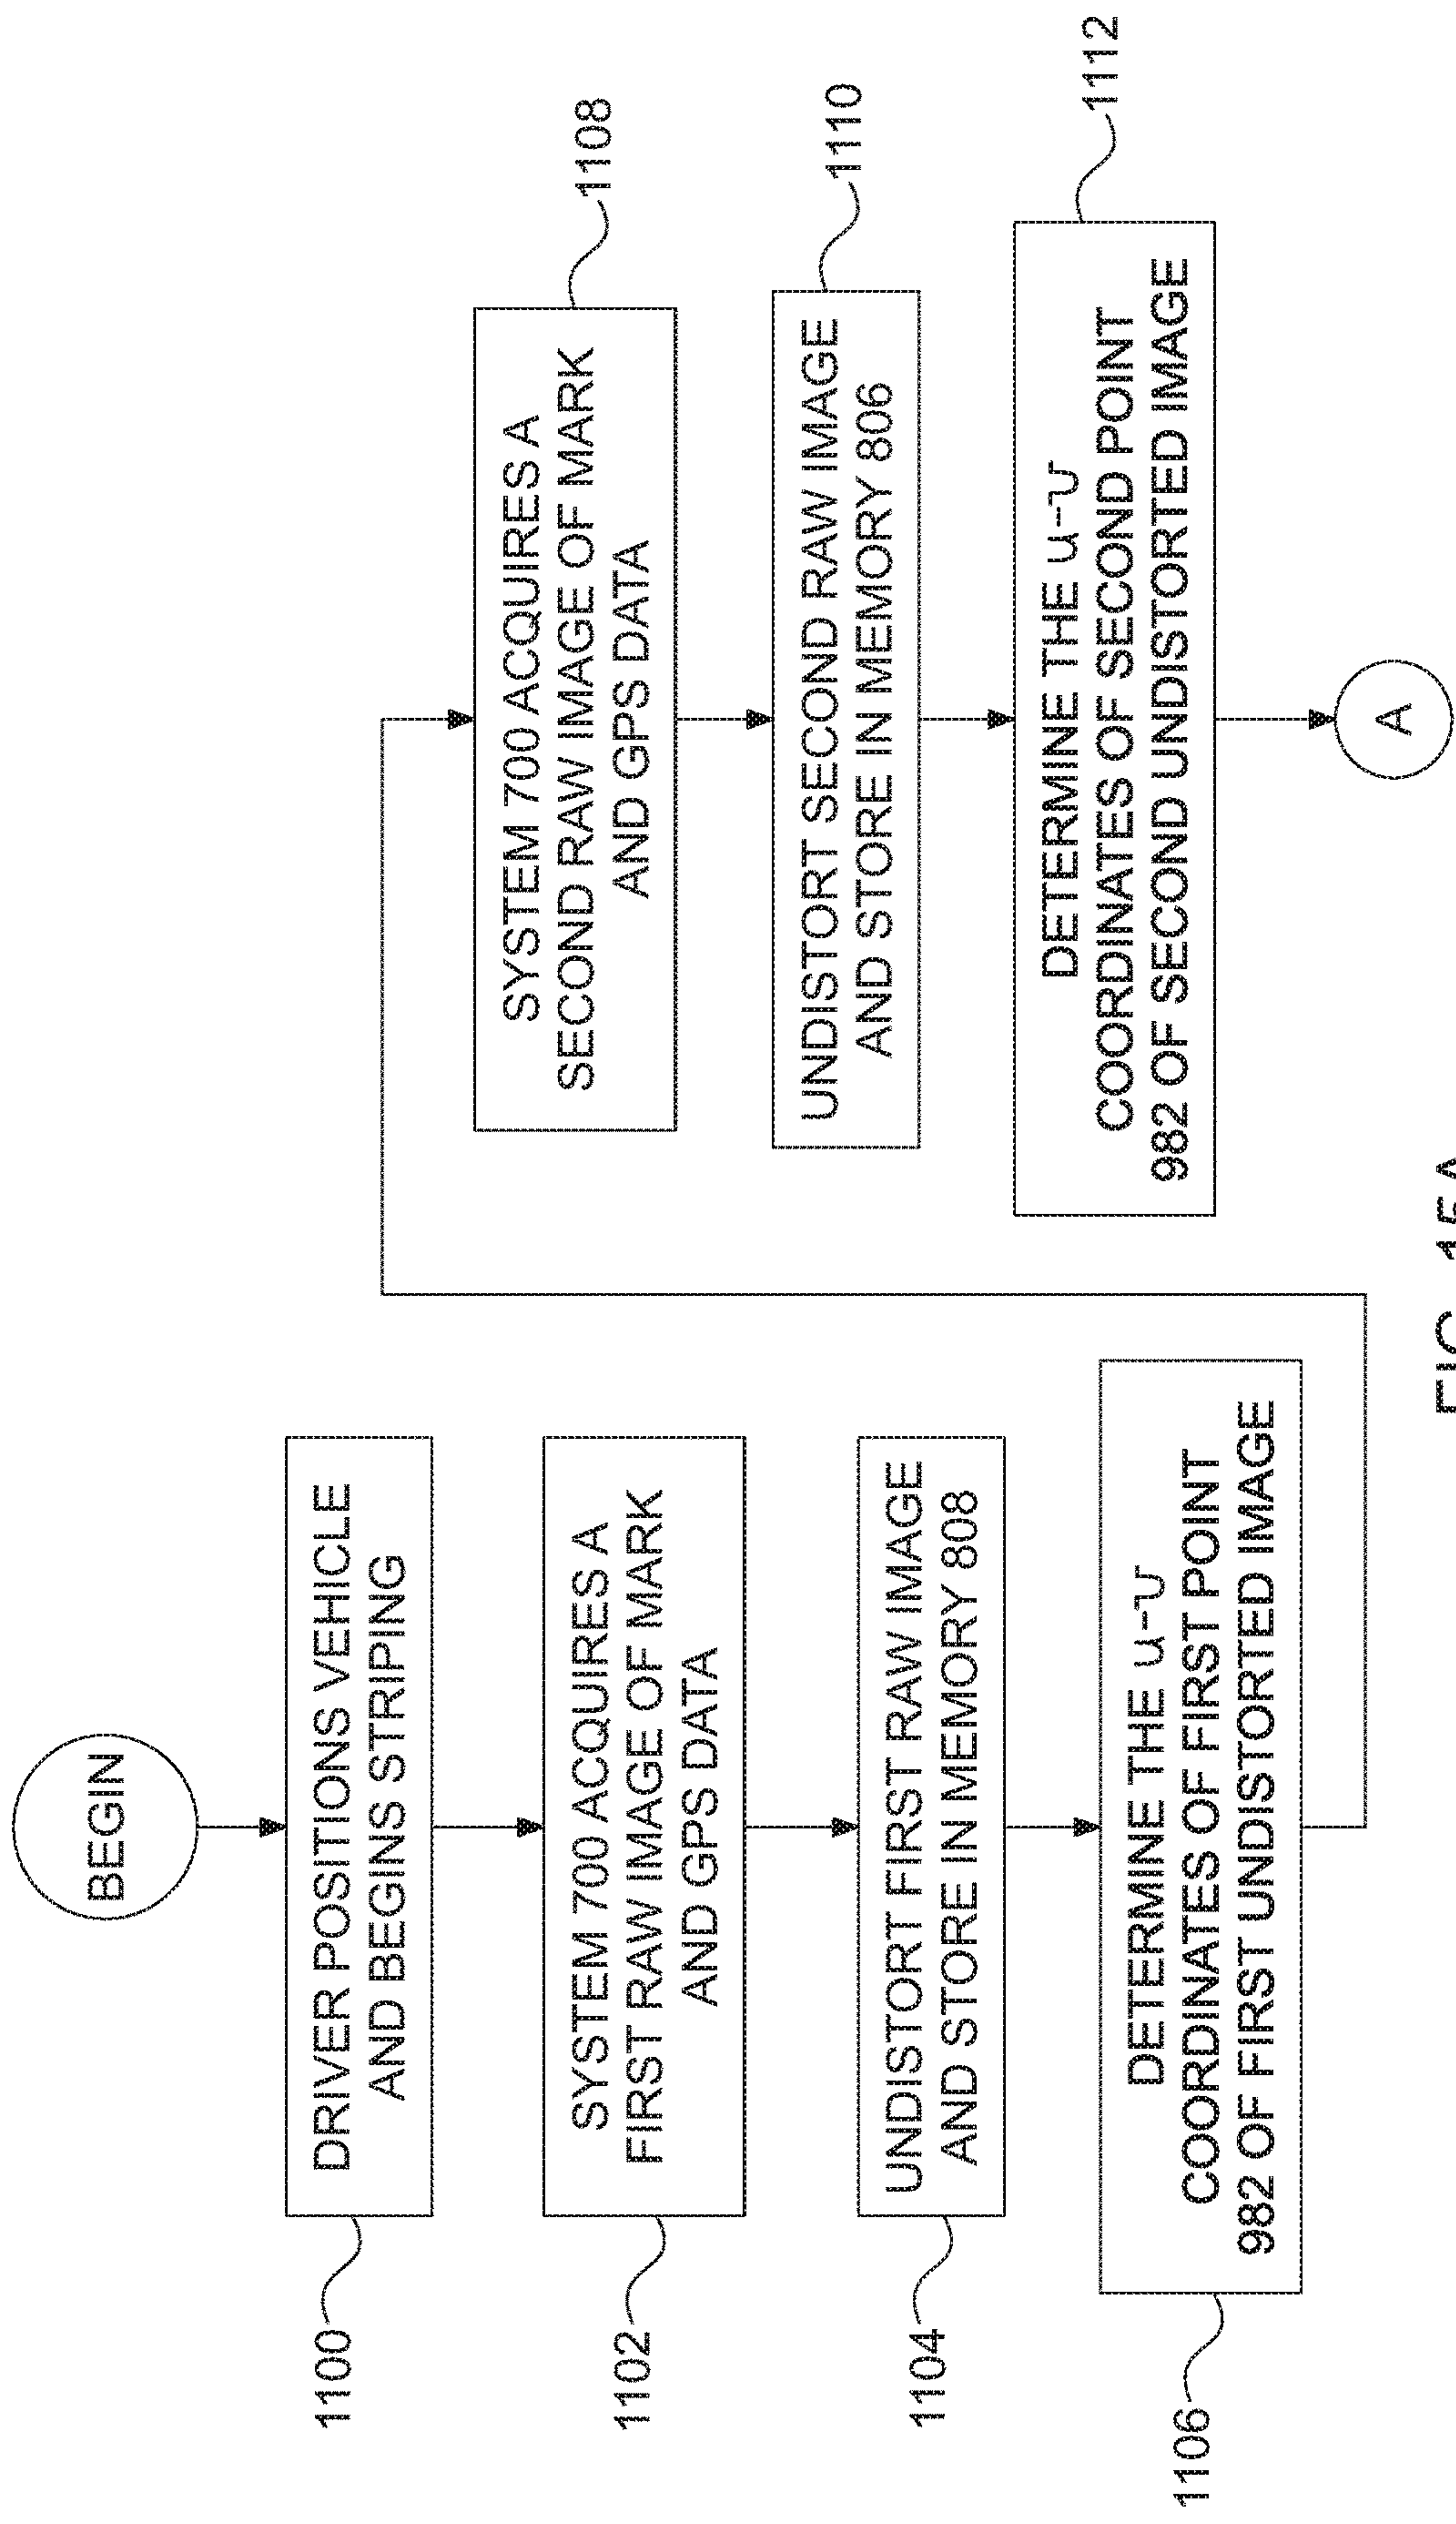 BEGIN
DRIVER POSITIONS VEHICLE
AND BEGINS STRIPING
1100
SYSTEM 700 ACQUIRES A
FIRST RAW IMAGE OF MARK
AND GPS DATA
1102
UNDISTORT FIRST RAW IMAGE
AND STORE IN MEMORY 808
1104
DETERMINE THE u-v
COORDINATES OF FIRST POINT
982 OF FIRST UNDISTORTED IMAGE
1106
SYSTEM 700 ACQUIRES A
SECOND RAW IMAGE OF MARK
AND GPS DATA
1108
UNDISTORT SECOND RAW IMAGE
AND STORE IN MEMORY 806
1110
DETERMINE THE u-v
COORDINATES OF SECOND POINT
982 OF SECOND UNDISTORTED IMAGE
1112
A
FIG. 15A